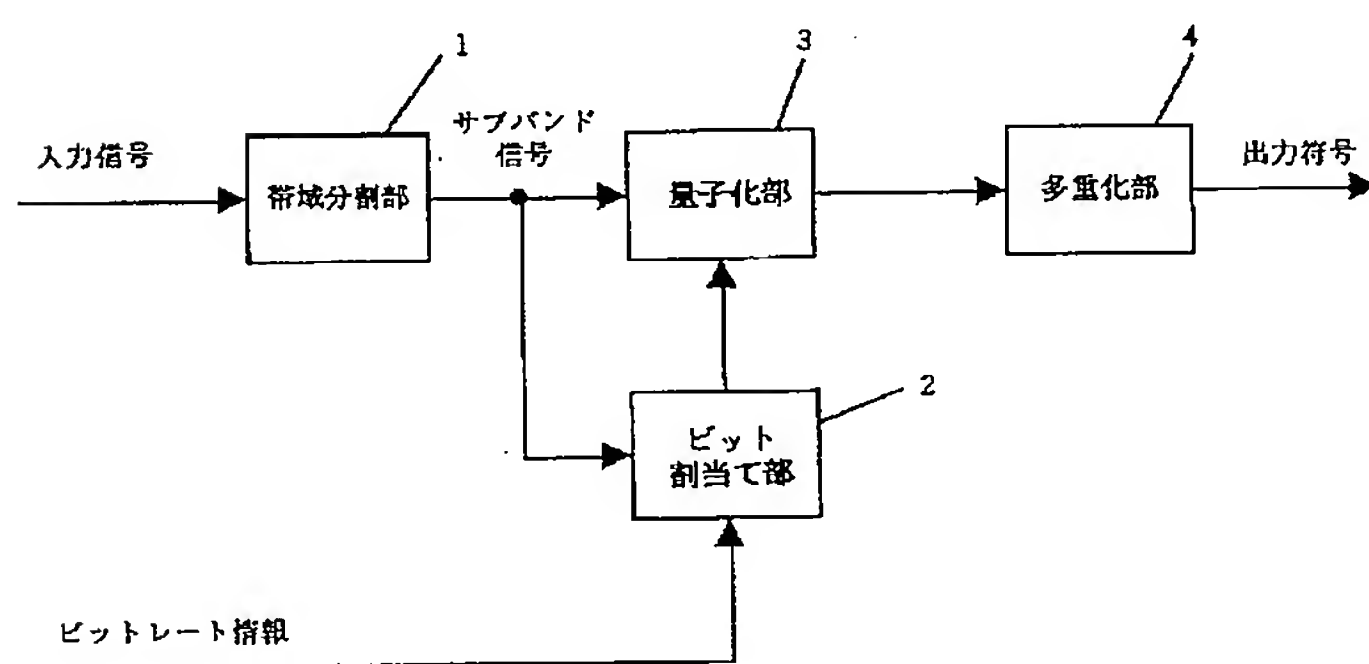 1
3
4
入力信号
サブバンド
信号
出力符号
帯域分割部
量子化部
多重化部
2
ビット
割当て部
ビットレート情報